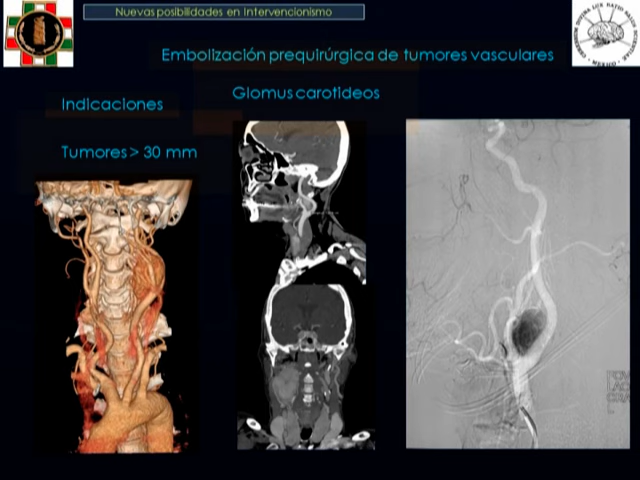 Nuevas posibilidades en Intervencionismo
Embolización prequirúrgica de tumores vasculares
Glomus carotideos
Indicaciones
Tumores > 30 mm